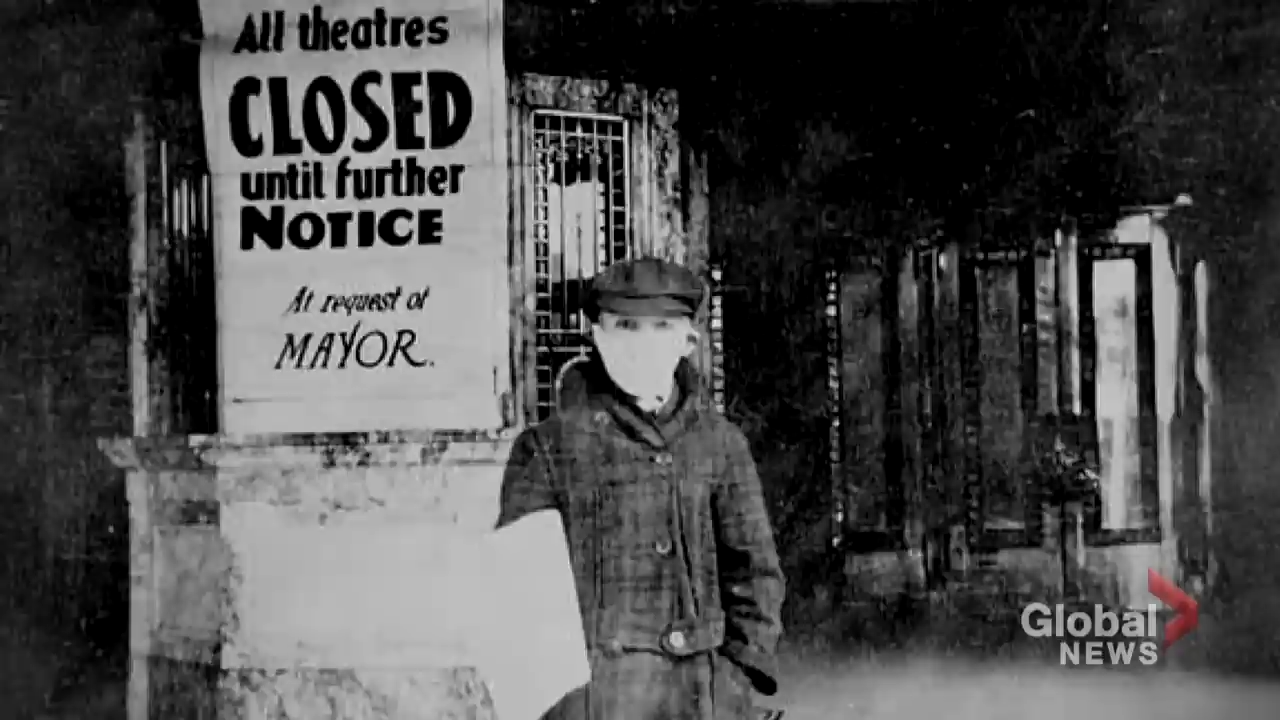 All theatres
CLOSED
until further
NOTICE
At request of
MAYOR.
Global
NEWS